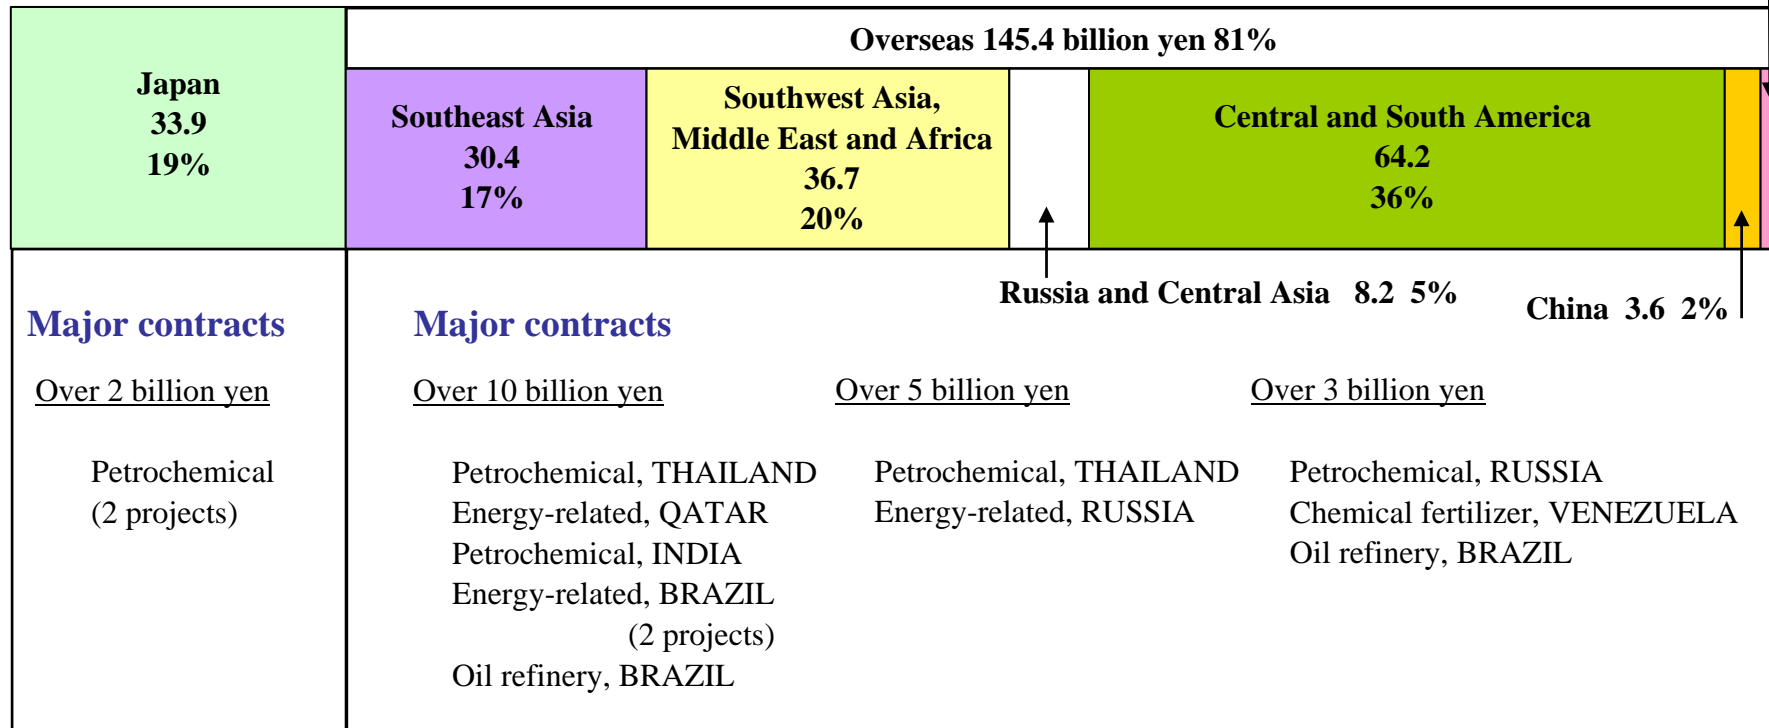 Overseas 145.4 billion yen 81%
Japan
33.9
19%
Southeast Asia
30.4
17%
Southwest Asia,
Middle East and Africa
36.7
20%
Central and South America
64.2
36%
Russia and Central Asia 8.2 5%
China 3.6 2%
Major contracts
Over 2 billion yen
Petrochemical
(2 projects)
Major contracts
Over 10 billion yen
Petrochemical, THAILAND
Energy-related, QATAR
Petrochemical, INDIA
Energy-related, BRAZIL
(2 projects)
Oil refinery, BRAZIL
Over 5 billion yen
Petrochemical, THAILAND
Energy-related, RUSSIA
Over 3 billion yen
Petrochemical, RUSSIA
Chemical fertilizer, VENEZUELA
Oil refinery, BRAZIL